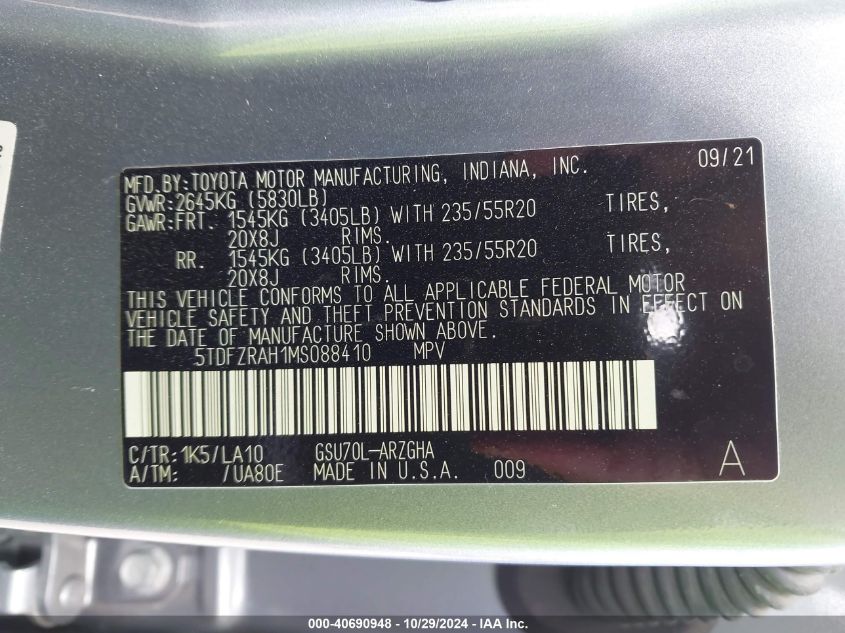 MFD.BY:TOYOTA MOTOR MANUFACTURING, INDIANA, INC. 09/21
GVWR:2645KG (5830LB)
GAWR:FRT. 1545KG (3405LB) WITH 235/55R20 TIRES,
20X8J RIMS.
RR. 1545KG (3405LB) WITH 235/55R20 TIRES,
20X8J RIMS.
THIS VEHICLE CONFORMS TO ALL APPLICABLE FEDERAL MOTOR
VEHICLE SAFETY AND THEFT PREVENTION STANDARDS IN EFFECT ON
THE DATE OF MANUFACTURE SHOWN ABOVE.
5TDFZRAH1MS088410 MPV
C/TR:1K5/LA10 GSU70L-ARZGHA
A/TM: /UA80E MADE IN U.S.A. 009 A
000-40690948 - 10/29/2024 - IAA Inc.